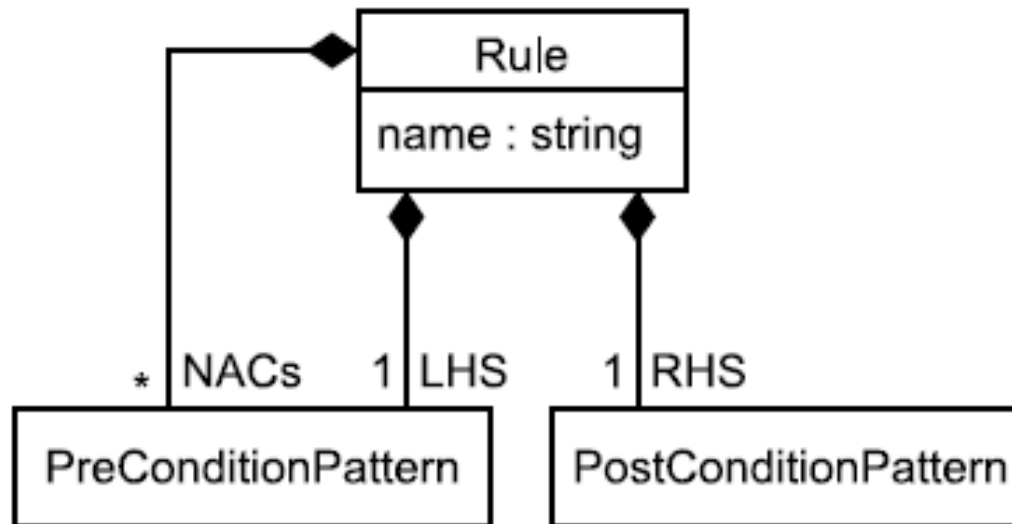 Rule
name : string
* NACs 1 LHS 1 RHS
PreConditionPattern PostConditionPattern